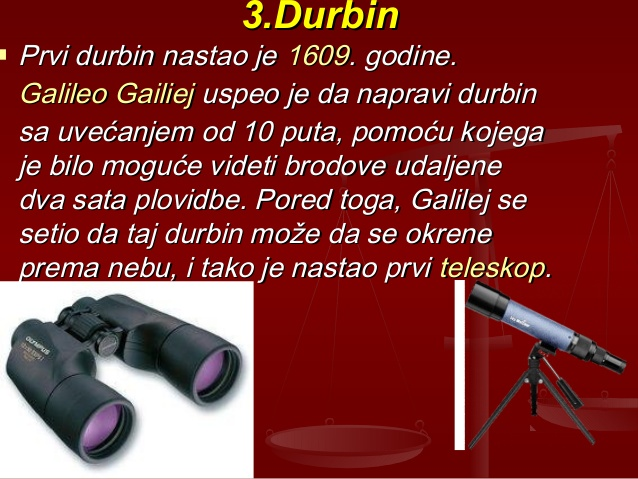 3.Durbin
Prvi durbin nastao je 1609. godine.
Galileo Gailiej uspeo je da napravi durbin
sa uvećanjem od 10 puta, pomoću kojega
je bilo moguće videti brodove udaljene
dva sata plovidbe. Pored toga, Galilej se
setio da taj durbin može da se okrene
prema nebu, i tako je nastao prvi teleskop.
OLYMPUS